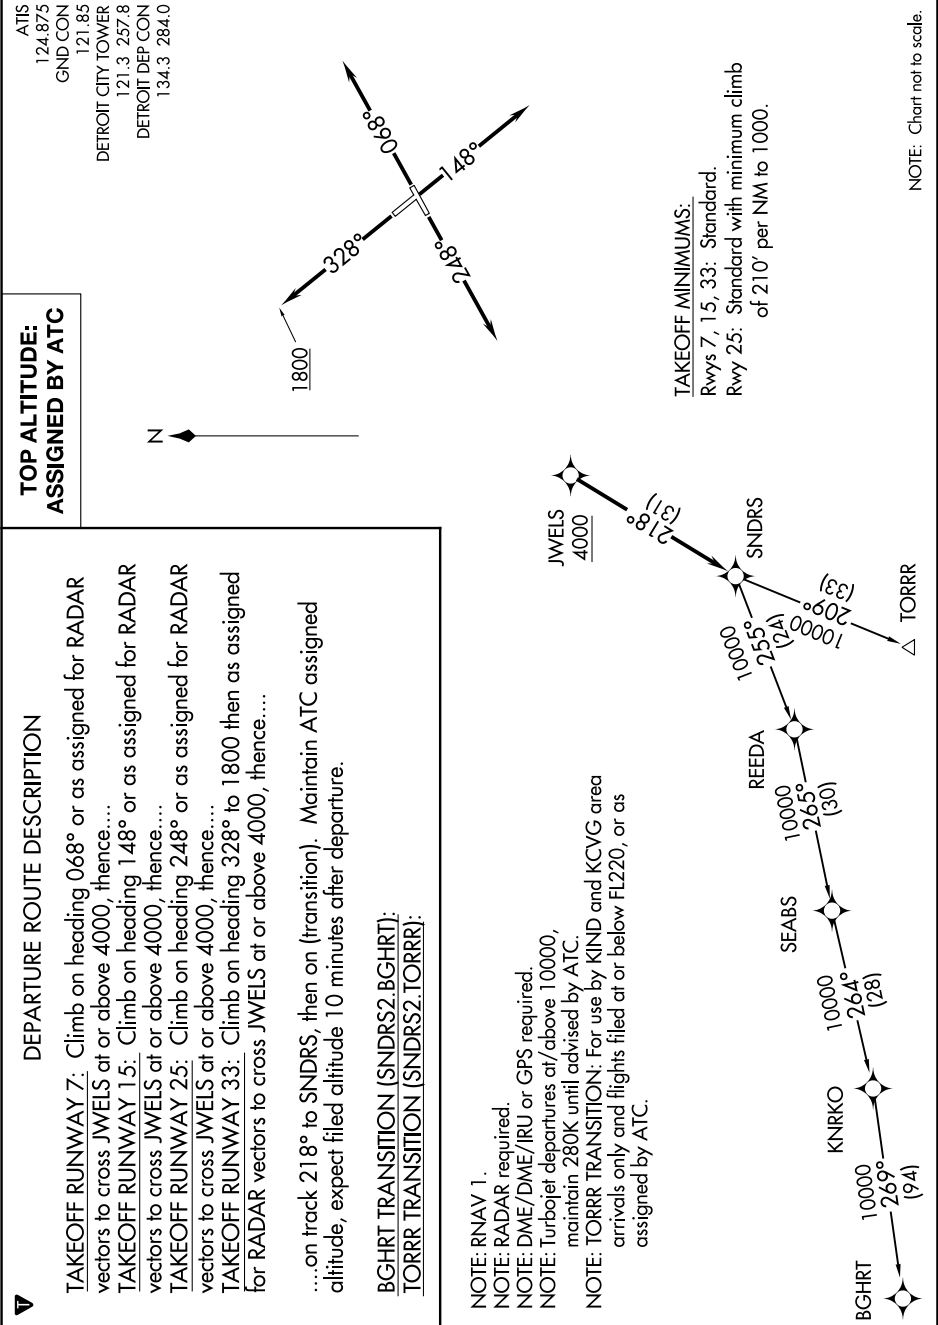 DEPARTURE ROUTE DESCRIPTION
T
TAKEOFF RUNWAY 7: Climb on heading 068° or as assigned for RADAR
vectors to cross JWELS at or above 4000, thence....
TAKEOFF RUNWAY 15: Climb on heading 148° or as assigned for RADAR
vectors to cross JWELS at or above 4000, thence....
TAKEOFF RUNWAY 25: Climb on heading 248° or as assigned for RADAR
vectors to cross JWELS at or above 4000, thence....
TAKEOFF RUNWAY 33: Climb on heading 328° to 1800 then as assigned
for RADAR vectors to cross JWELS at or above 4000, thence....
....on track 218° to SNDRS, then on (transition). Maintain ATC assigned
altitude, expect filed altitude 10 minutes after departure.
BGHRT TRANSITION (SNDRS2.BGHRT):
TORRR TRANSITION (SNDRS2.TORRR):
TOP ALTITUDE:
ASSIGNED BY ATC
ATIS
124.875
GND CON
121.85
DETROIT CITY TOWER
121.3 257.8
DETROIT DEP CON
134.3 284.0
N
1800
328°
068°
248°
148°
NOTE: RNAV 1.
NOTE: RADAR required.
NOTE: DME/DME/IRU or GPS required.
NOTE: Turbojet departures at/above 10000,
maintain 280K until advised by ATC.
NOTE: TORRR TRANSITION: For use by KIND and KCVG area
arrivals only and flights filed at or below FL220, or as
assigned by ATC.
JWELS
4000
218°
(31)
SNDRS
10000
209°
(33)
TORRR
10000
255°
(24)
REEDA
10000
265°
(30)
SEABS
10000
264°
(28)
KNRKO
10000
269°
(94)
BGHRT
TAKEOFF MINIMUMS:
Rwys 7, 15, 33: Standard.
Rwy 25: Standard with minimum climb
of 210' per NM to 1000.
NOTE: Chart not to scale.